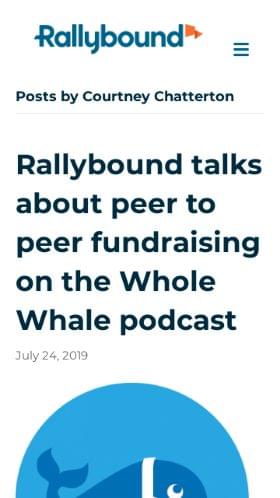 Rallybound
Posts by Courtney Chatterton
Rallybound talks
about peer to
peer fundraising
on the Whole
Whale podcast
July 24, 2019